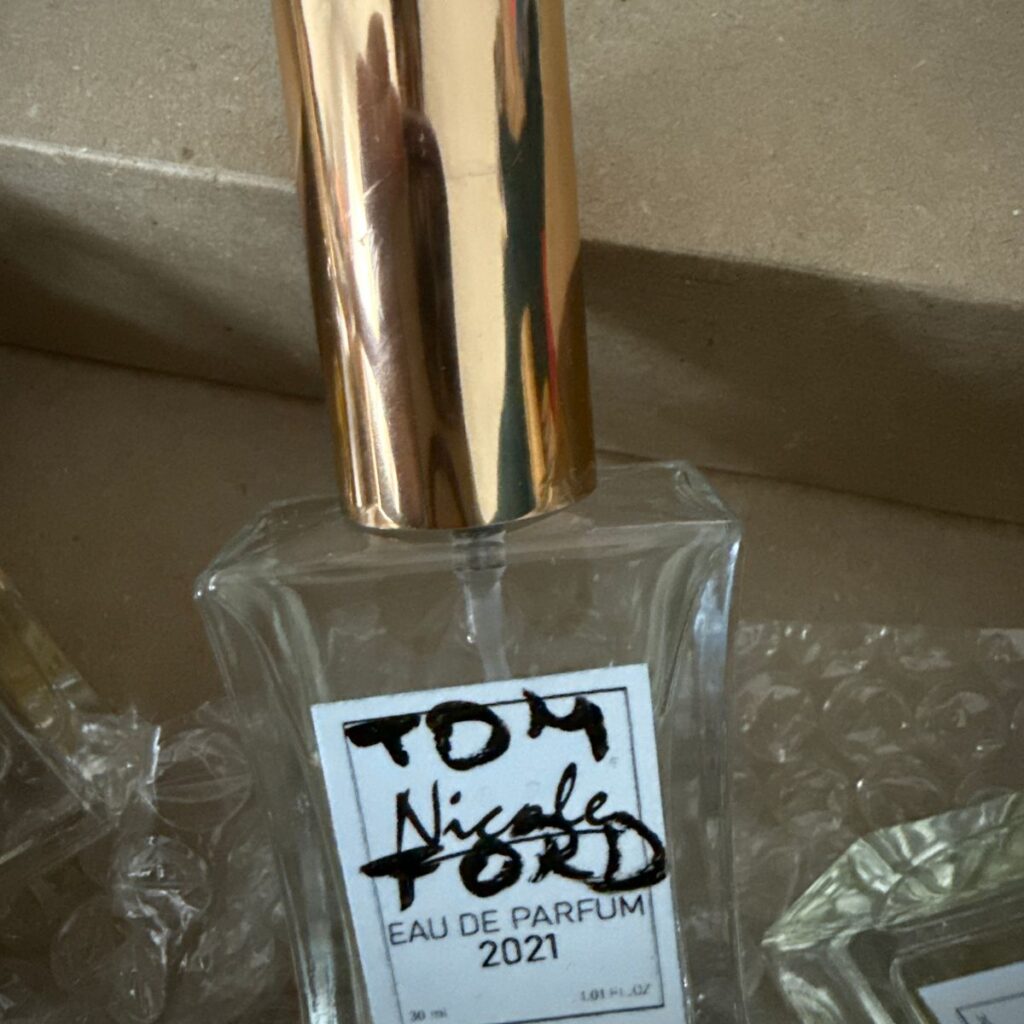 TOM
Nicole
FORD
EAU DE PARFUM
2021
30 ml 1.01 FL.OZ